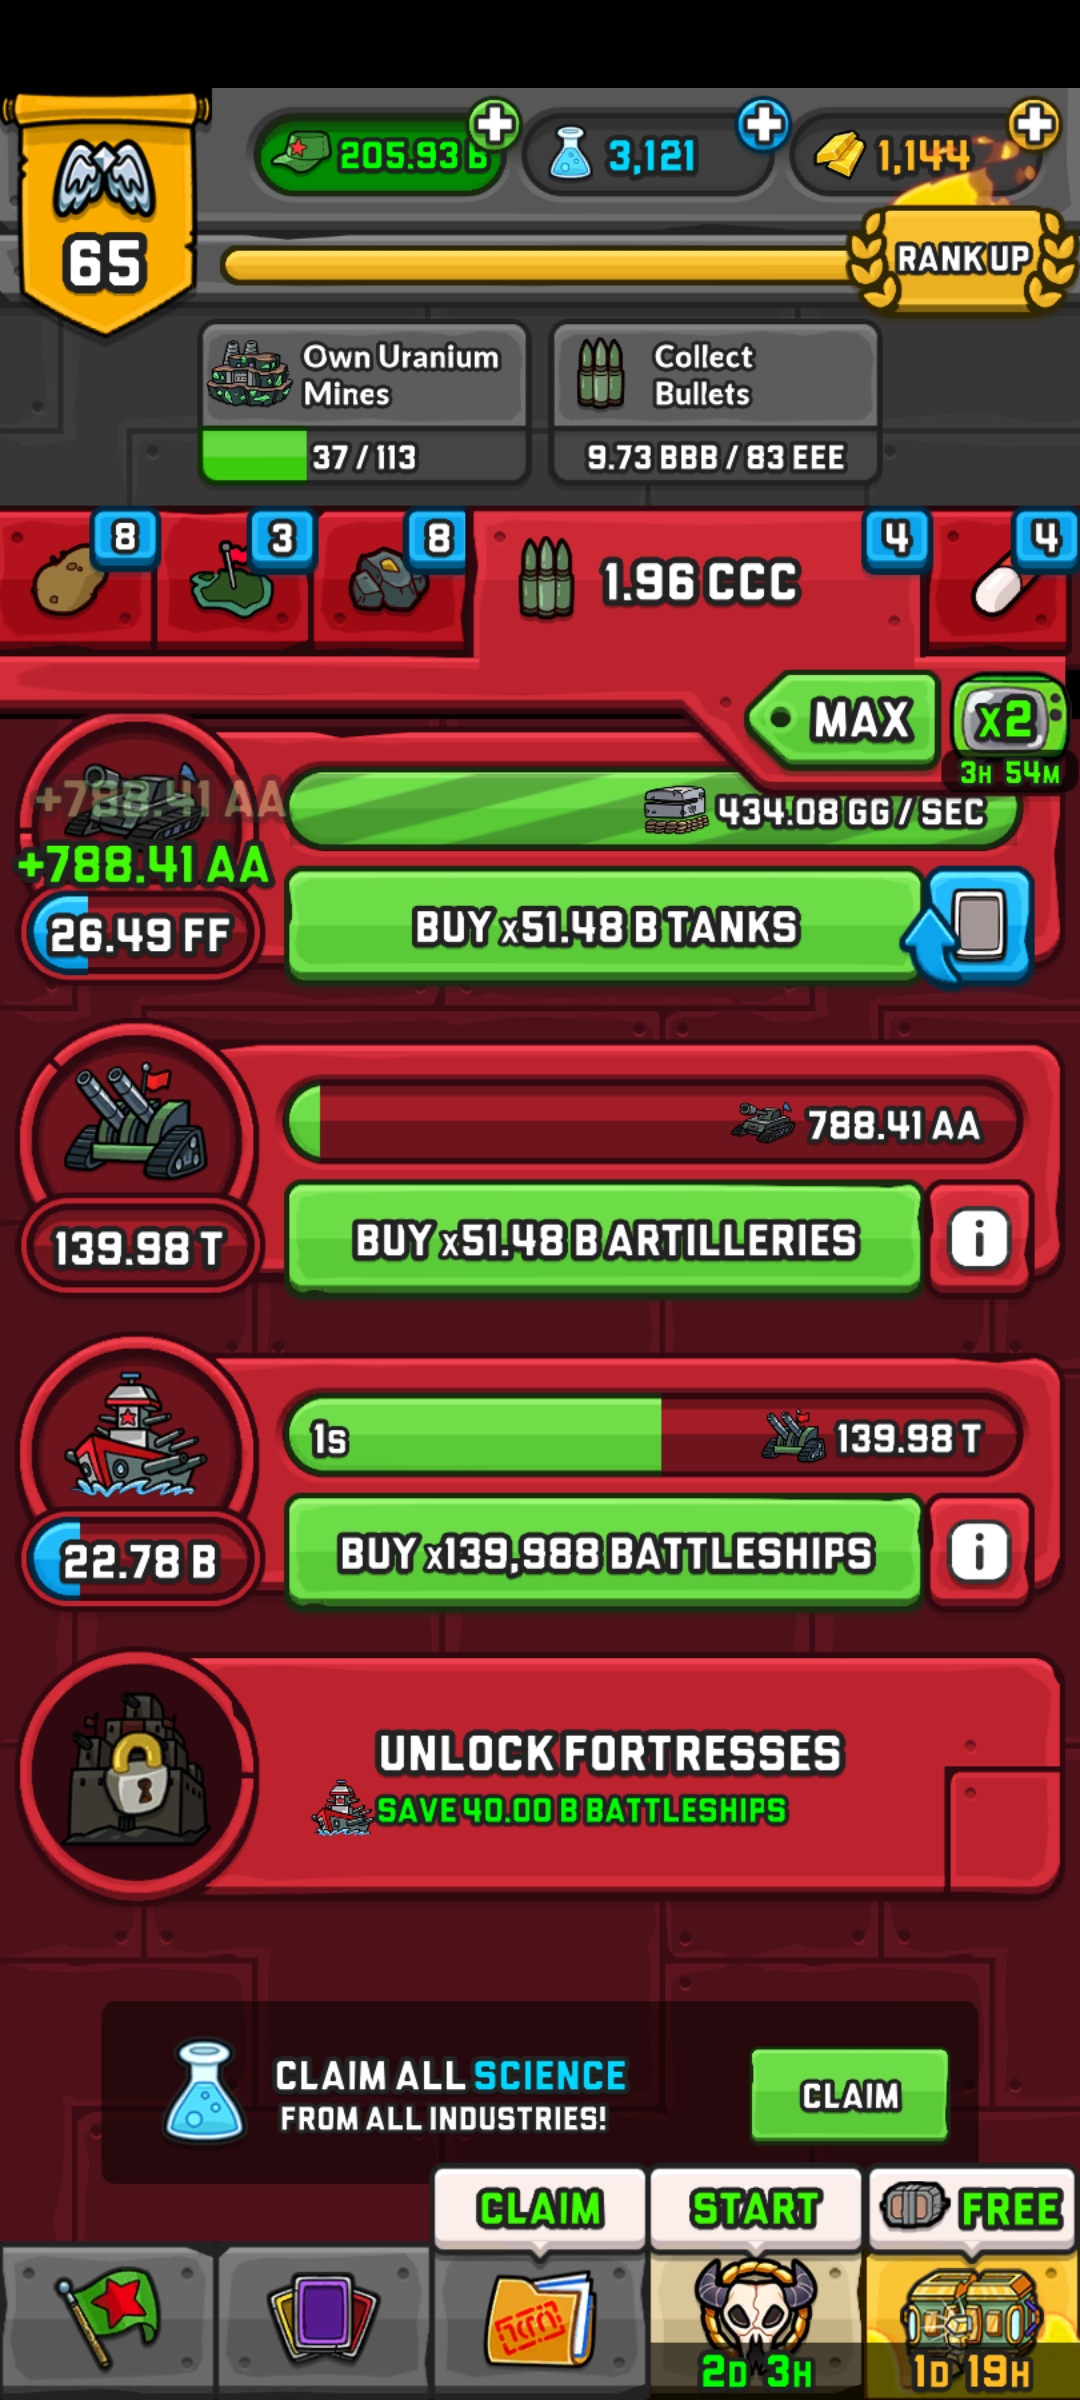 205.93 B
3,121
1,144
65
RANK UP
Own Uranium
Mines
37 / 113
Collect
Bullets
9.73 BBB / 83 EEE
8
3
8
1.96 CCC
4
4
MAX
x2
3H 54M
+788.41 AA
434.08 GG / SEC
+788.41 AA
26.49 FF
BUY x51.48 B TANKS
788.41 AA
139.98 T
BUY x51.48 B ARTILLERIES
i
1s
139.98 T
22.78 B
BUY x139,988 BATTLESHIPS
i
UNLOCK FORTRESSES
SAVE 40.00 B BATTLESHIPS
CLAIM ALL SCIENCE
FROM ALL INDUSTRIES!
CLAIM
CLAIM
START
FREE
2D 3H
1D 19H